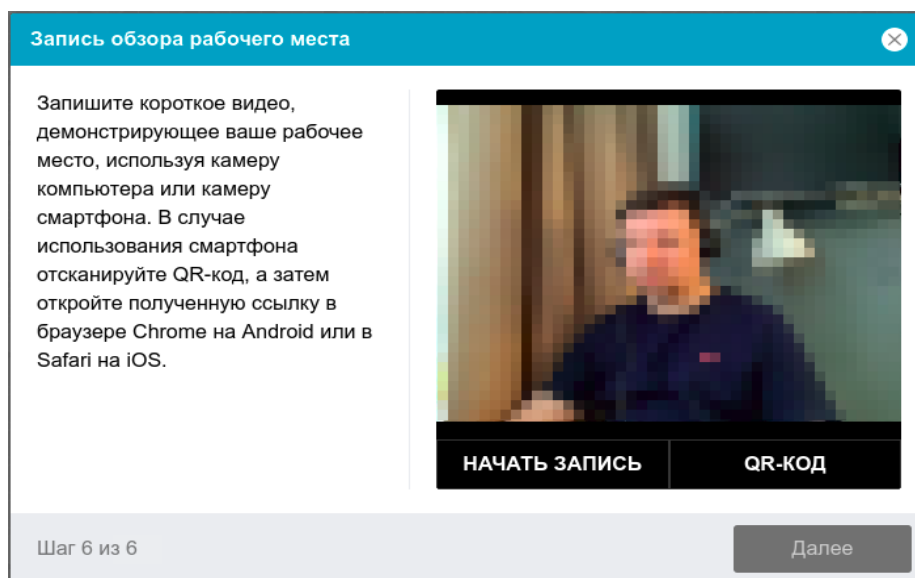 Запись обзора рабочего места
Запишите короткое видео,
демонстрирующее ваше рабочее
место, используя камеру
компьютера или камеру
смартфона. В случае
использования смартфона
отсканируйте QR-код, а затем
откройте полученную ссылку в
браузере Chrome на Android или в
Safari на iOS.
НАЧАТЬ ЗАПИСЬ
QR-КОД
Шаг 6 из 6
Далее